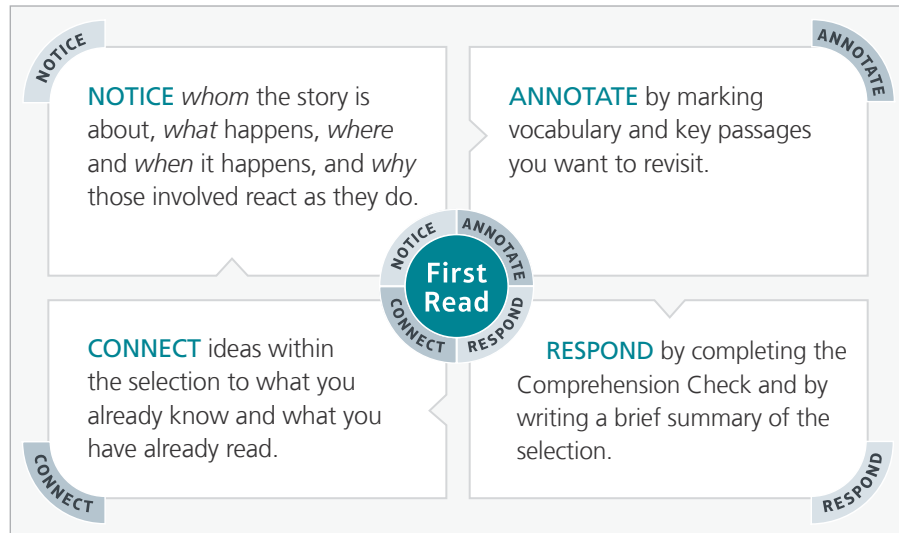 NOTICE
NOTICE whom the story is
about, what happens, where
and when it happens, and why
those involved react as they do.
ANNOTATE
ANNOTATE by marking
vocabulary and key passages
you want to revisit.
NOTICE
ANNOTATE
First
Read
CONNECT
RESPOND
CONNECT ideas within
the selection to what you
already know and what you
have already read.
CONNECT
RESPOND by completing the
Comprehension Check and by
writing a brief summary of the
selection.
RESPOND